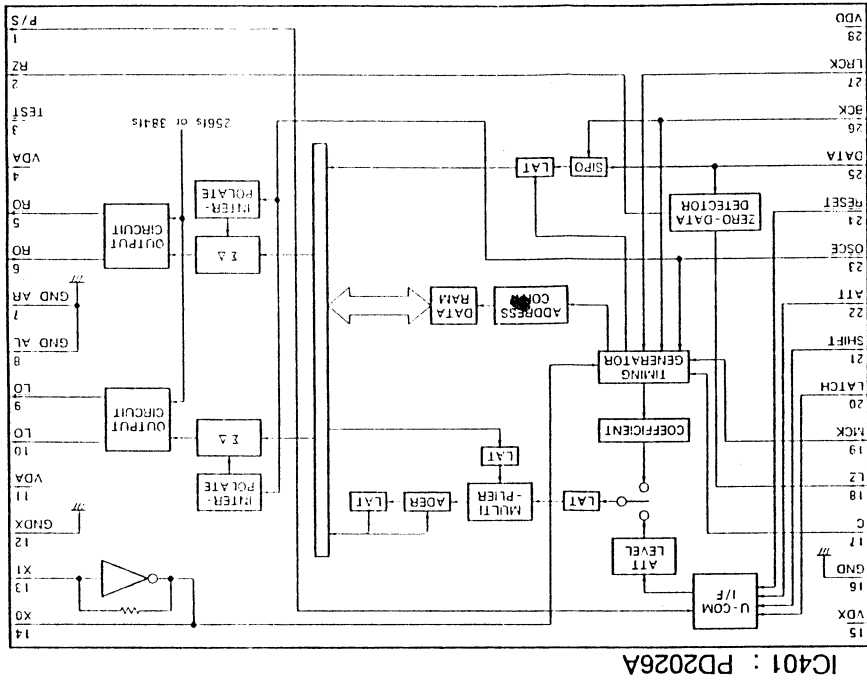 IC401 : PD2026A
15
VDX
16
GND
17
C
18
LZ
19
MCK
20
LATCH
21
SHIFT
22
ATT
23
OSCE
24
RESET
25
DATA
26
BCK
27
LRCK
28
VDD
U-COM
I/F
ATT
LEVEL
COEFFICIENT
TIMING
GENERATOR
ZERO-DATA
DETECTOR
SIPO
LAT
LAT
MULTI
-PLIER
LAT
ADER
LAT
ADDRESS
DATA
RAM
INTER-
POLATE
Σ Δ
OUTPUT
CIRCUIT
Σ Δ
INTER-
POLATE
OUTPUT
CIRCUIT
256fs or 384fs
14
XO
13
X1
12
GNDX
11
VDA
10
LO
9
LO
8
GND AL
7
GND AR
6
RO
5
RO
4
VDA
3
TEST
2
RZ
1
P/S